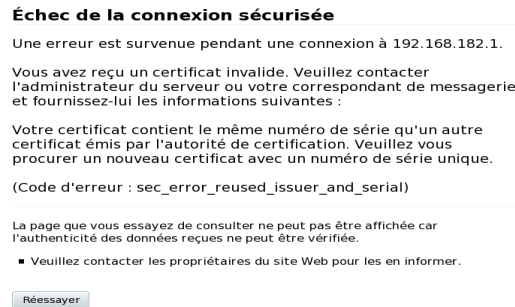 Échec de la connexion sécurisée
Une erreur est survenue pendant une connexion à 192.168.182.1.
Vous avez reçu un certificat invalide. Veuillez contacter
l'administrateur du serveur ou votre correspondant de messagerie
et fournissez-lui les informations suivantes :
Votre certificat contient le même numéro de série qu'un autre
certificat émis par l'autorité de certification. Veuillez vous
procurer un nouveau certificat avec un numéro de série unique.
(Code d'erreur : sec_error_reused_issuer_and_serial)
La page que vous essayez de consulter ne peut pas être affichée car
l'authenticité des données reçues ne peut être vérifiée.
▪ Veuillez contacter les propriétaires du site Web pour les en informer.
Réessayer